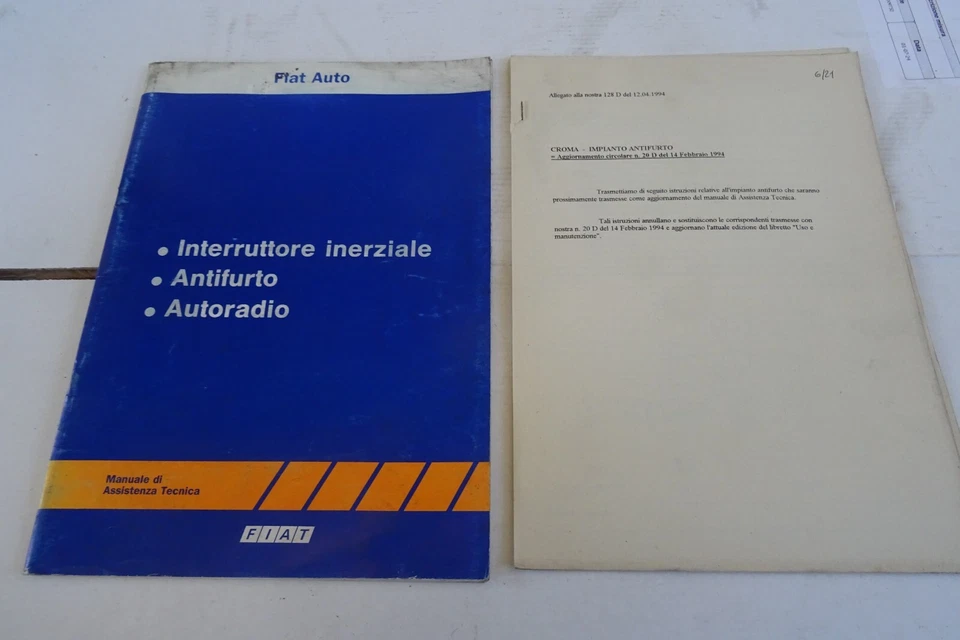 Fiat Auto
• Interruttore inerziale
• Antifurto
• Autoradio
Manuale di
Assistenza Tecnica
FIAT
6/21
Allegato alla nostra 128 D del 12.04.1994
CROMA - IMPIANTO ANTIFURTO
= Aggiornamento circolare n. 20 D del 14 Febbraio 1994
Trasmettiamo di seguito istruzioni relative all'impianto antifurto che saranno
prossimamente trasmesse come aggiornamento del manuale di Assistenza Tecnica.
Tali istruzioni annullano e sostituiscono le corrispondenti trasmesse con
nostra n. 20 D del 14 Febbraio 1994 e aggiornano l'attuale edizione del libretto "Uso e
manutenzione".
Data